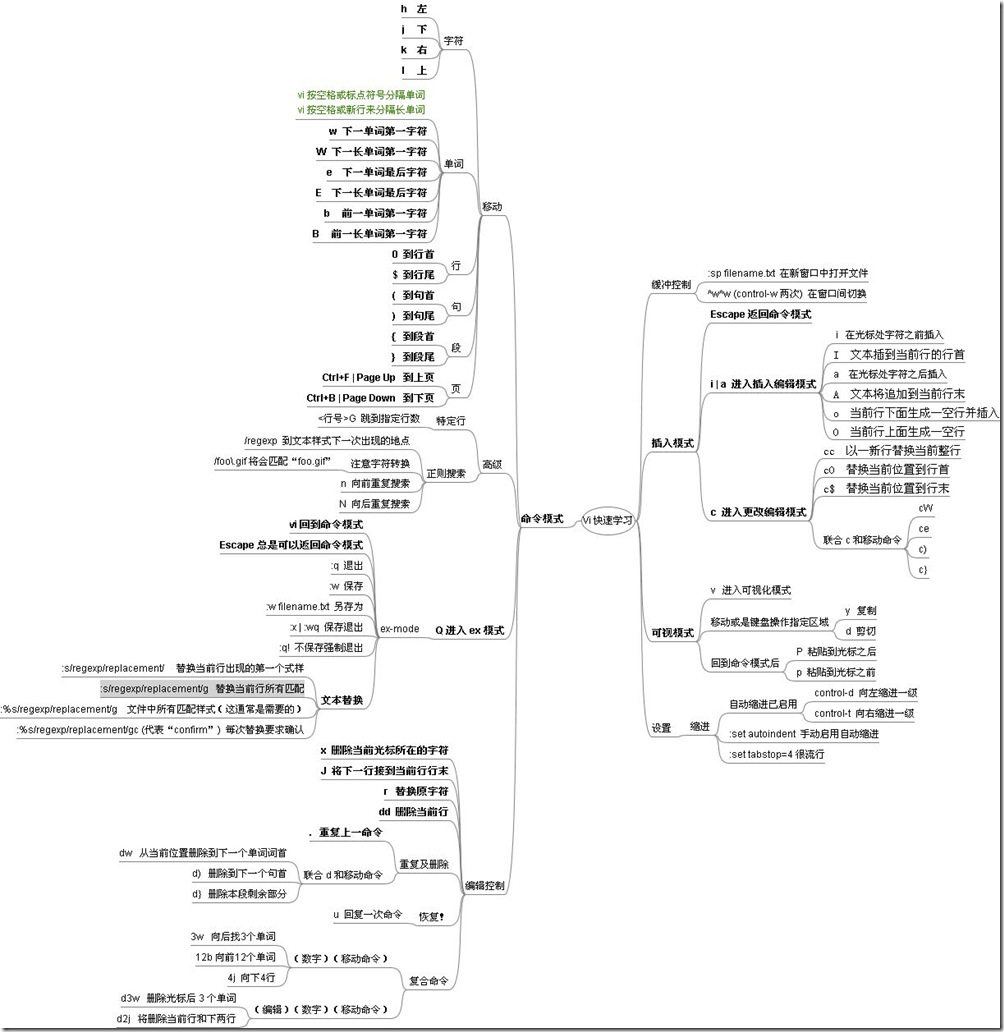 Vi 快速学习
命令模式
移动
字符
h 左
j 下
k 右
l 上
单词
vi 按空格或标点符号分隔单词
vi 按空格或新行来分隔长单词
w 下一单词第一字符
W 下一长单词第一字符
e 下一单词最后字符
E 下一长单词最后字符
b 前一单词第一字符
B 前一长单词第一字符
行
0 到行首
$ 到行尾
句
( 到句首
) 到句尾
段
{ 到段首
} 到段尾
页
Ctrl+F | Page Up 到上页
Ctrl+B | Page Down 到下页
高级
特定行
<行号>G 跳到指定行数
正则搜索
/regexp 到文本样式下一次出现的地点
注意字符转换
/foo\.gif 将会匹配“foo.gif”
n 向前重复搜索
N 向后重复搜索
Q 进入 ex 模式
ex-mode
vi 回到命令模式
Escape 总是可以返回命令模式
:q 退出
:w 保存
:w filename.txt 另存为
:x | :wq 保存退出
:q! 不保存强制退出
文本替换
:s/regexp/replacement/ 替换当前行出现的第一个式样
:s/regexp/replacement/g 替换当前行所有匹配
:%s/regexp/replacement/g 文件中所有匹配样式（这通常是需要的）
:%s/regexp/replacement/gc (代表“confirm”) 每次替换要求确认
编辑控制
x 删除当前光标所在的字符
J 将下一行接到当前行行末
r 替换原字符
dd 删除当前行
重复及删除
. 重复上一命令
联合 d 和移动命令
dw 从当前位置删除到下一个单词词首
d) 删除到下一个句首
d} 删除本段剩余部分
恢复！
u 回复一次命令
复合命令
（数字）（移动命令）
3w 向后找3个单词
12b 向前12个单词
4j 向下4行
（编辑）（数字）（移动命令）
d3w 删除光标后 3 个单词
d2j 将删除当前行和下两行
缓冲控制
:sp filename.txt 在新窗口中打开文件
^w^w (control-w 两次) 在窗口间切换
插入模式
Escape 返回命令模式
i | a 进入插入编辑模式
i 在光标处字符之前插入
I 文本插到当前行的行首
a 在光标处字符之后插入
A 文本将追加到当前行末
o 当前行下面生成一空行并插入
O 当前行上面生成一空行
c 进入更改编辑模式
cc 以一新行替换当前整行
c0 替换当前位置到行首
c$ 替换当前位置到行末
联合 c 和移动命令
cW
ce
c)
c}
可视模式
v 进入可视化模式
移动或是键盘操作指定区域
y 复制
d 剪切
回到命令模式后
P 粘贴到光标之后
p 粘贴到光标之前
设置
缩进
自动缩进已启用
control-d 向左缩进一级
control-t 向右缩进一级
:set autoindent 手动启用自动缩进
:set tabstop=4 很流行